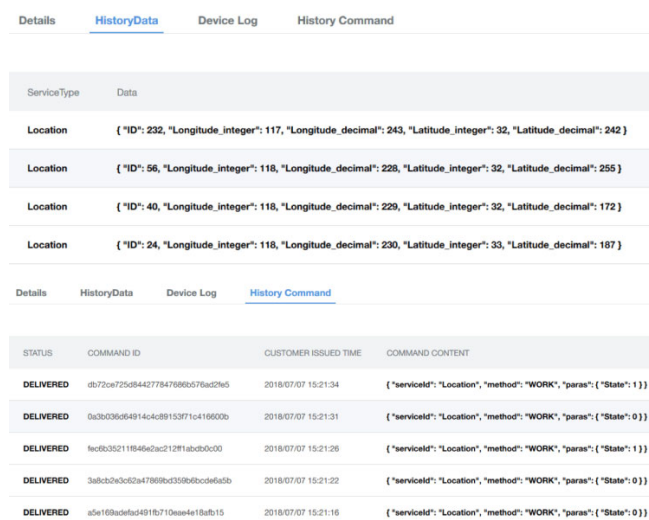 Details HistoryData Device Log History Command
ServiceType Data
Location { "ID": 232, "Longitude_integer": 117, "Longitude_decimal": 243, "Latitude_integer": 32, "Latitude_decimal": 242 }
Location { "ID": 56, "Longitude_integer": 118, "Longitude_decimal": 228, "Latitude_integer": 32, "Latitude_decimal": 255 }
Location { "ID": 40, "Longitude_integer": 118, "Longitude_decimal": 229, "Latitude_integer": 32, "Latitude_decimal": 172 }
Location { "ID": 24, "Longitude_integer": 118, "Longitude_decimal": 230, "Latitude_integer": 33, "Latitude_decimal": 187 }
Details HistoryData Device Log History Command
STATUS COMMAND ID CUSTOMER ISSUED TIME COMMAND CONTENT
DELIVERED db72ce725d844277847686b576ad2fe5 2018/07/07 15:21:34 { "serviceId": "Location", "method": "WORK", "paras": { "State": 1 } }
DELIVERED 0a3b036d64914c4c89153f71c416600b 2018/07/07 15:21:31 { "serviceId": "Location", "method": "WORK", "paras": { "State": 0 } }
DELIVERED fec6b35211f846e2ac212ff1abdb0c00 2018/07/07 15:21:26 { "serviceId": "Location", "method": "WORK", "paras": { "State": 1 } }
DELIVERED 3a8cb2e3c62a47869bd359b6bcde6a5b 2018/07/07 15:21:22 { "serviceId": "Location", "method": "WORK", "paras": { "State": 0 } }
DELIVERED a5e169adefad491fb710eae4e18afb15 2018/07/07 15:21:16 { "serviceId": "Location", "method": "WORK", "paras": { "State": 0 } }